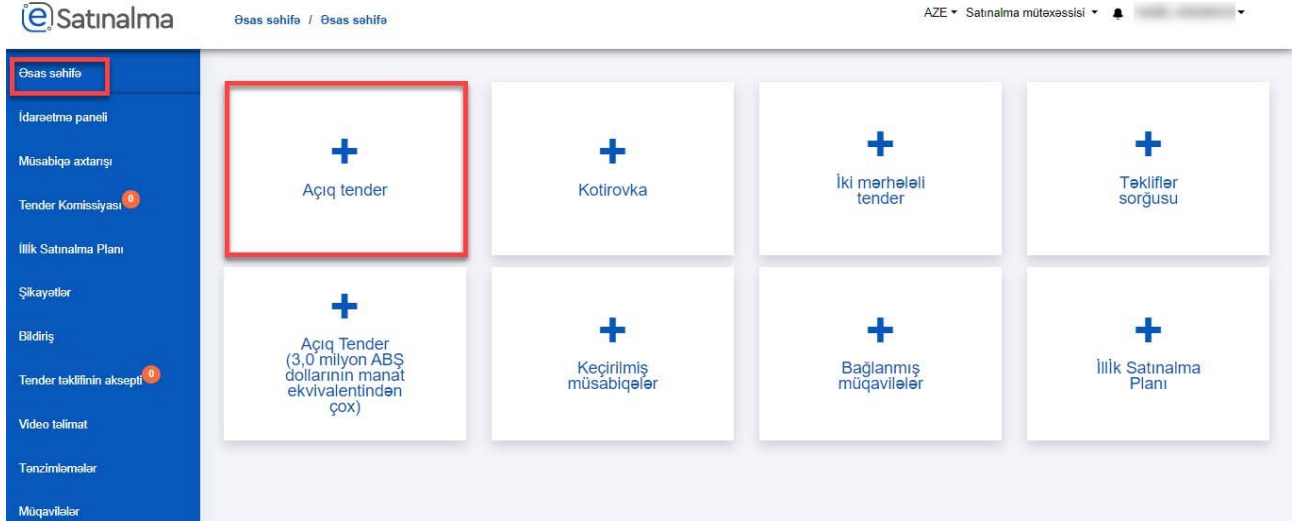 eSatınalma
Əsas səhifə / Əsas səhifə
AZE Satınalma mütəxəssisi
Əsas səhifə
İdarəetmə paneli
Müsabiqə axtarışı
Tender Komissiyası 0
İllİk Satınalma Planı
Şikayətlər
Bildiriş
Tender təklifinin aksepti 0
Video təlimat
Tənzimləmələr
Müqavilələr
Açıq tender
Kotirovka
İki mərhələli
tender
Təkliflər
sorğusu
Açıq Tender
(3,0 milyon ABŞ
dollarının manat
ekvivalentindən
çox)
Keçirilmiş
müsabiqələr
Bağlanmış
müqavilələr
İllİk Satınalma
Planı